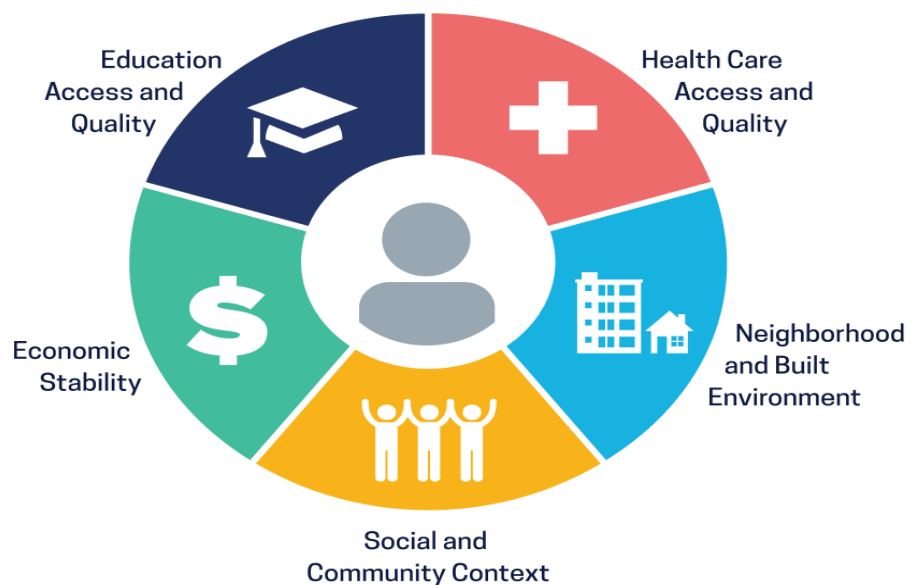 Education
Access and
Quality
Health Care
Access and
Quality
Economic
Stability
Neighborhood
and Built
Environment
Social and
Community Context